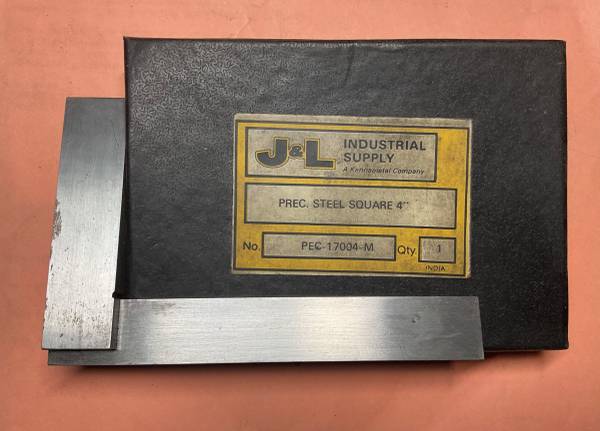 J&L INDUSTRIAL
SUPPLY
A Kennametal Company
PREC. STEEL SQUARE 4"
No. PEC-17004-M Qty. 1
INDIA